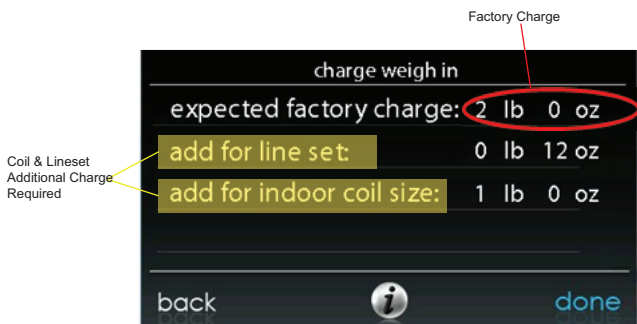 Factory Charge
charge weigh in
expected factory charge: 2 lb 0 oz
add for line set: 0 lb 12 oz
add for indoor coil size: 1 lb 0 oz
Coil & Lineset
Additional Charge
Required
back i done